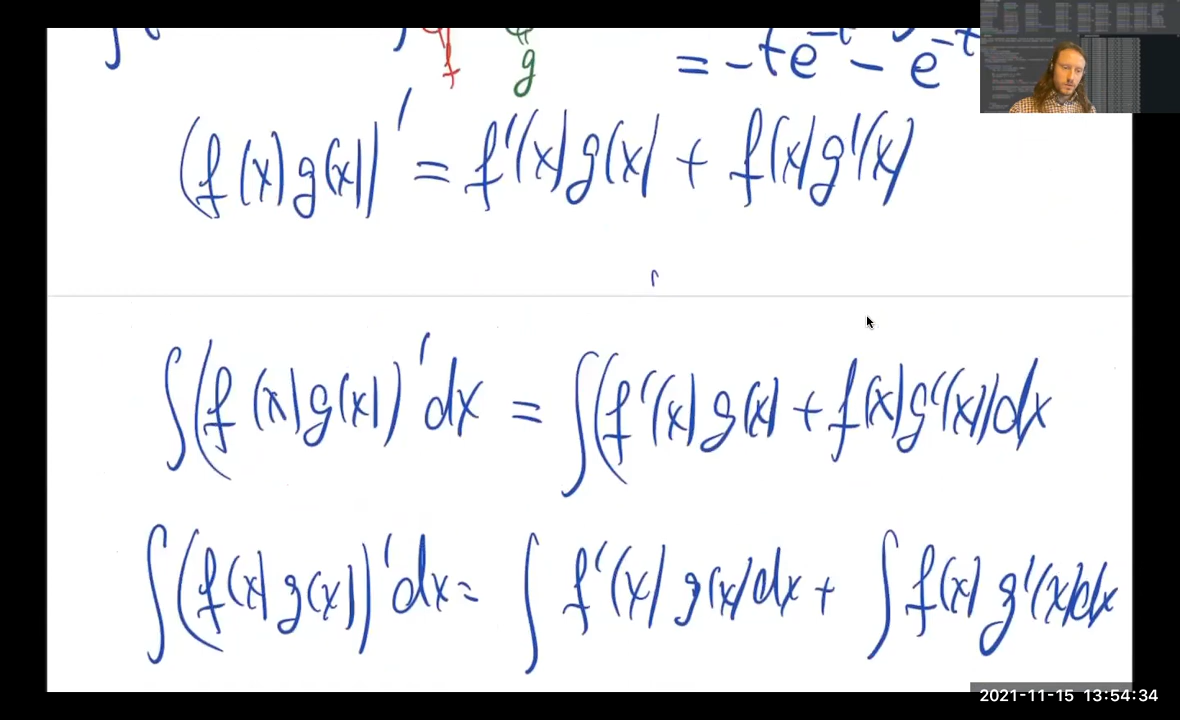 f g = -te^-t - e^-t
(f(x)g(x))' = f'(x)g(x) + f(x)g'(x)
∫(f(x)g(x))'dx = ∫(f'(x)g(x) + f(x)g'(x))dx
∫(f(x)g(x))'dx = ∫f'(x)g(x)dx + ∫f(x)g'(x)dx
2021-11-15 13:54:34